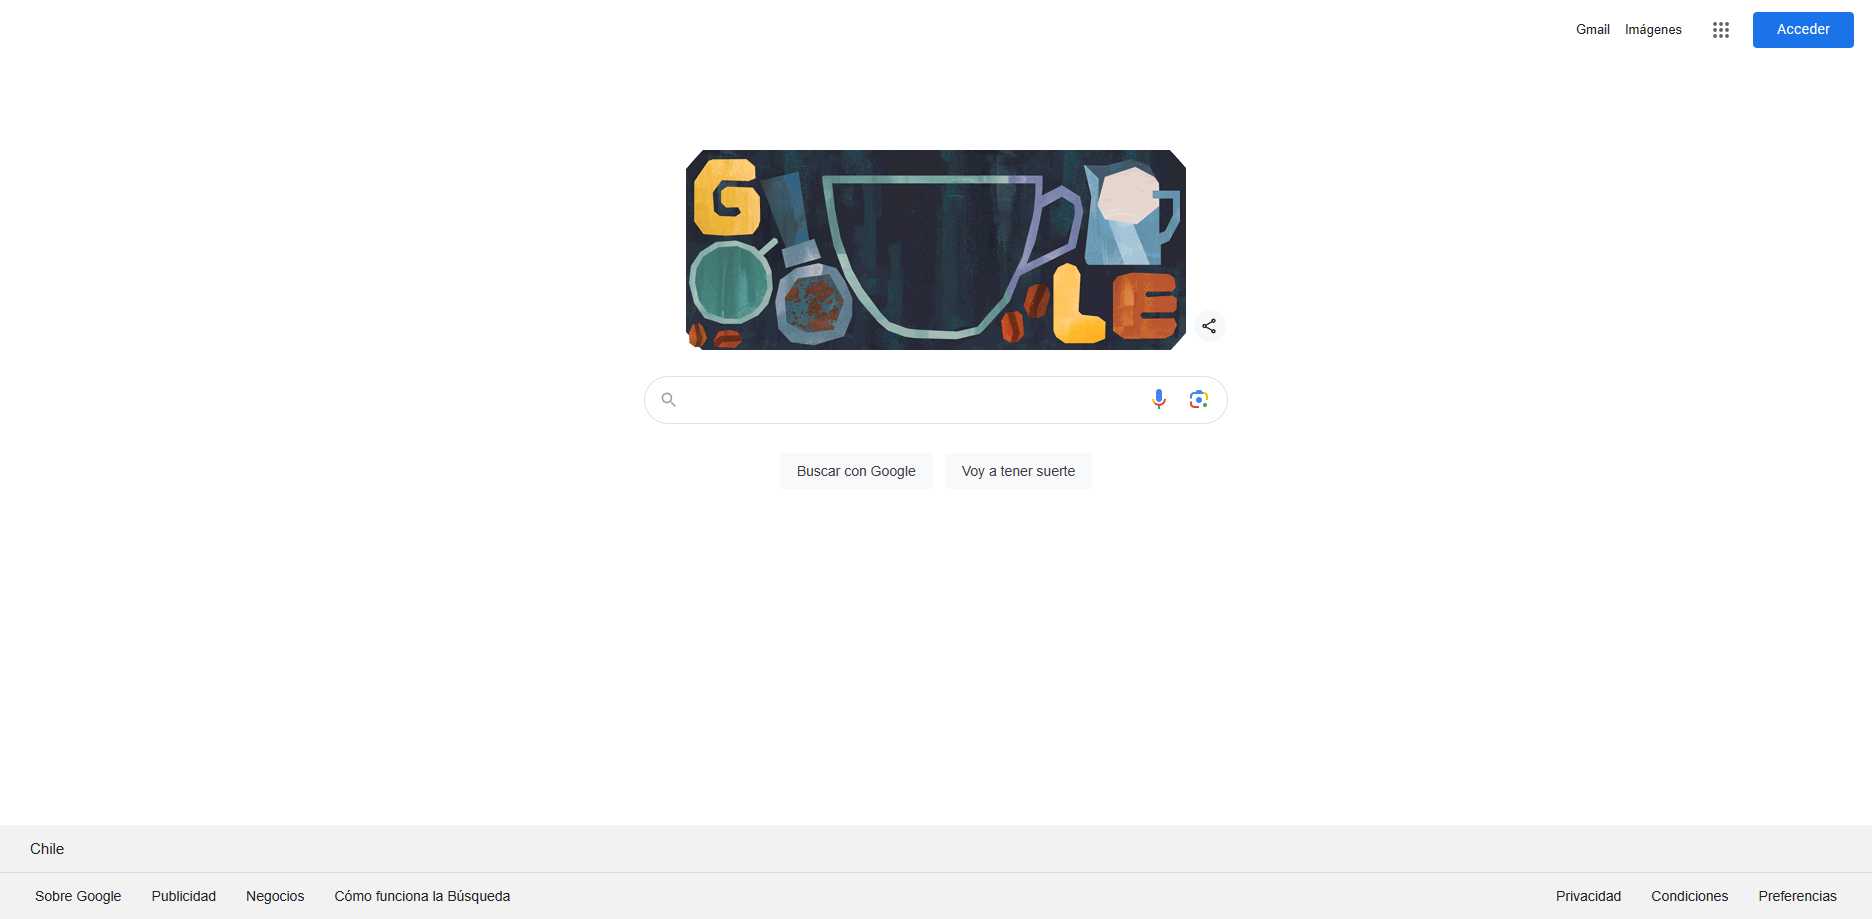 Gmail Imágenes Acceder
G
LE
Buscar con Google Voy a tener suerte
Chile
Sobre Google Publicidad Negocios Cómo funciona la Búsqueda Privacidad Condiciones Preferencias